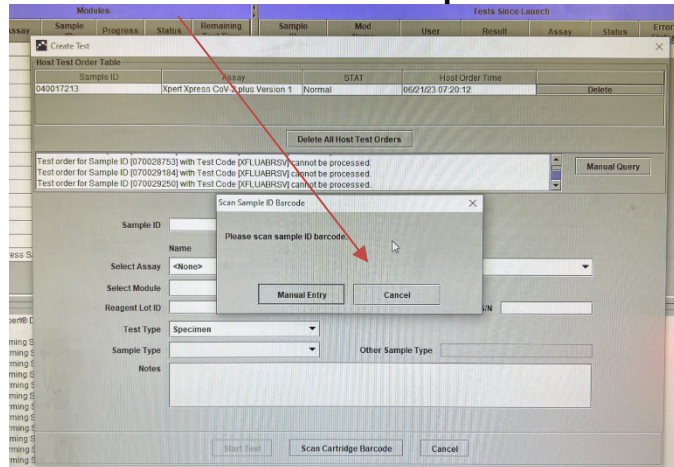 Modules
Tests Since Launch
Assay Sample Progress Status Remaining Sample Mod User Result Assay Status Error
Create Test
Host Test Order Table
Sample ID Assay STAT Host Order Time
040017213 Xpert Xpress CoV-2 plus Version 1 Normal 06/21/23 07:20:12 Delete
Delete All Host Test Orders
Test order for Sample ID [070028753] with Test Code [XFLUABRSV] cannot be processed.
Test order for Sample ID [070029184] with Test Code [XFLUABRSV] cannot be processed.
Test order for Sample ID [070029250] with Test Code [XFLUABRSV] cannot be processed.
Manual Query
Scan Sample ID Barcode
Please scan sample ID barcode.
Manual Entry Cancel
Sample ID
Name
Select Assay <None>
Select Module
Reagent Lot ID S/N
Test Type Specimen
Sample Type Other Sample Type
Notes
Start Test Scan Cartridge Barcode Cancel